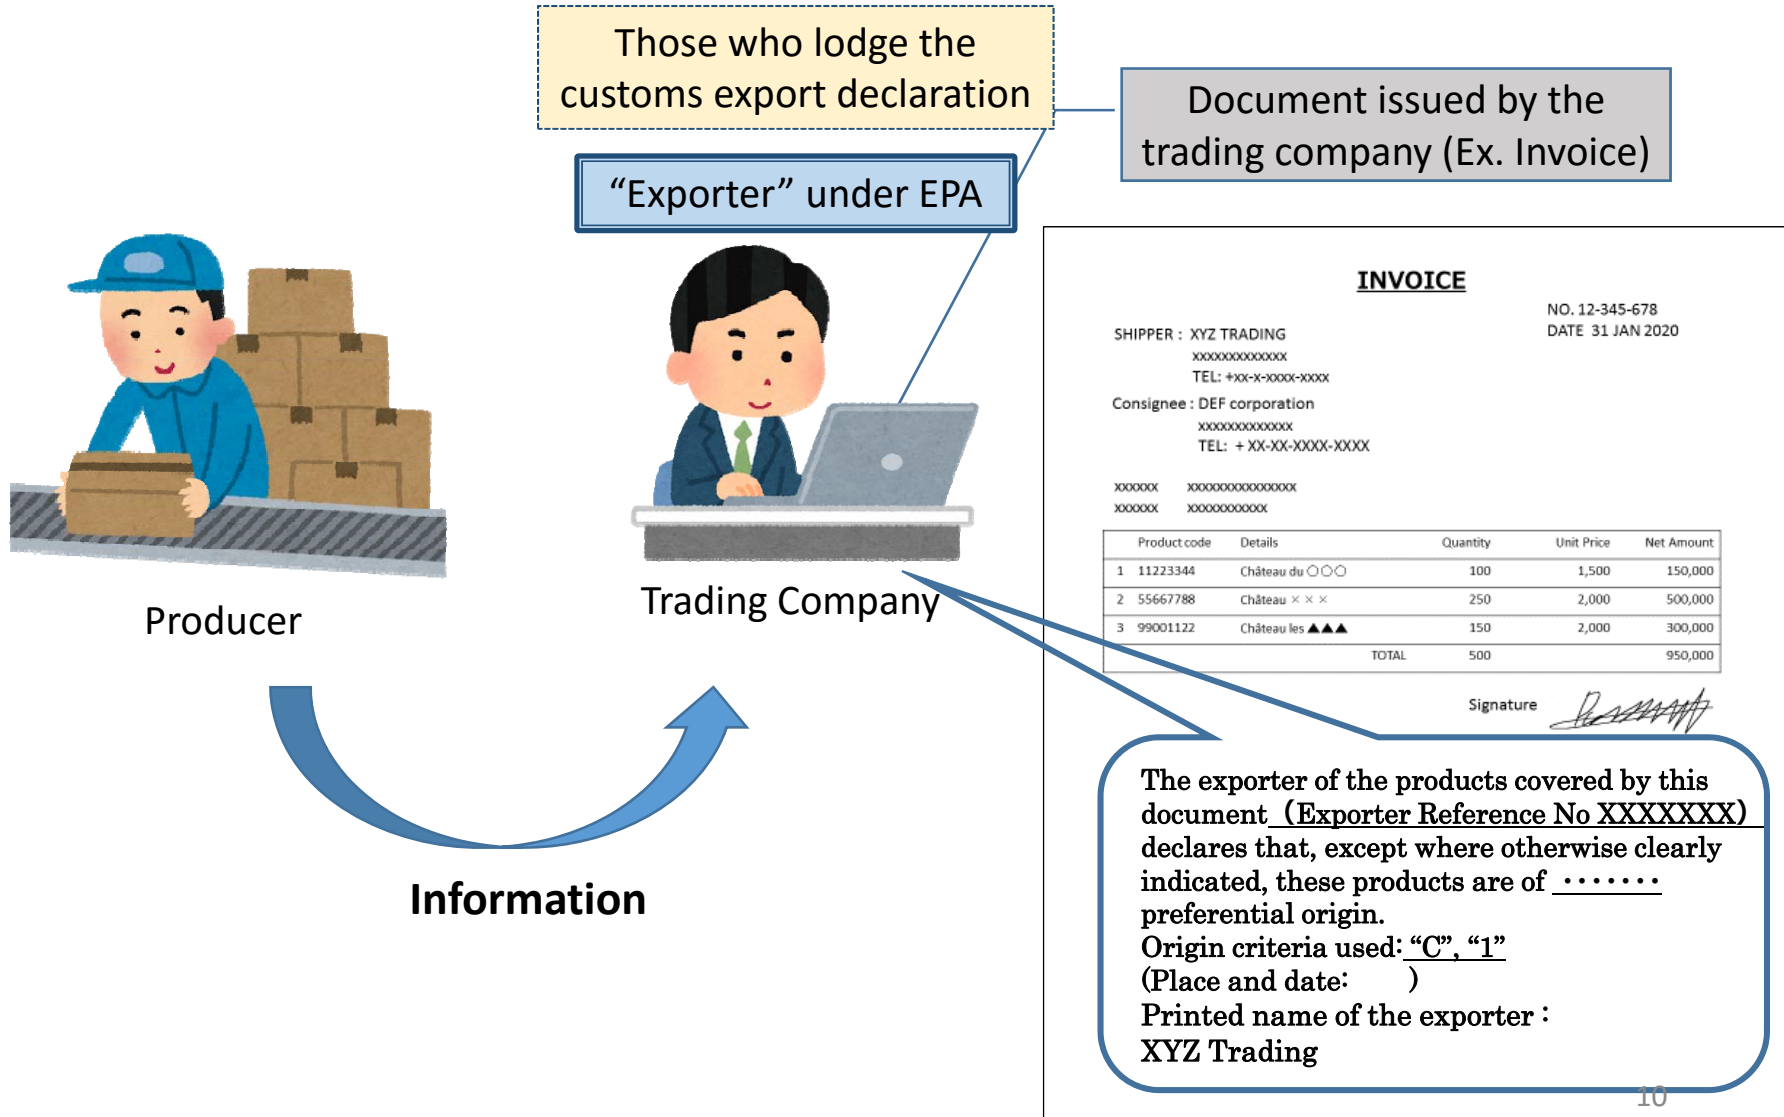 Those who lodge the
customs export declaration
Document issued by the
trading company (Ex. Invoice)
“Exporter” under EPA
Producer
Trading Company
Information
INVOICE
NO. 12-345-678
DATE 31 JAN 2020
SHIPPER : XYZ TRADING
xxxxxxxxxxxxx
TEL: +xx-x-xxxx-xxxx
Consignee : DEF corporation
xxxxxxxxxxxxx
TEL: + XX-XX-XXXX-XXXX
xxxxxx xxxxxxxxxxxxxxx
xxxxxx xxxxxxxxxxx
Product code Details Quantity Unit Price Net Amount
1 11223344 Château du ○○○ 100 1,500 150,000
2 55667788 Château × × × 250 2,000 500,000
3 99001122 Château les ▲▲▲ 150 2,000 300,000
TOTAL 500 950,000
Signature
The exporter of the products covered by this
document (Exporter Reference No XXXXXXX)
declares that, except where otherwise clearly
indicated, these products are of ・・・・・・・
preferential origin.
Origin criteria used: “C”, “1”
(Place and date: )
Printed name of the exporter :
XYZ Trading
10